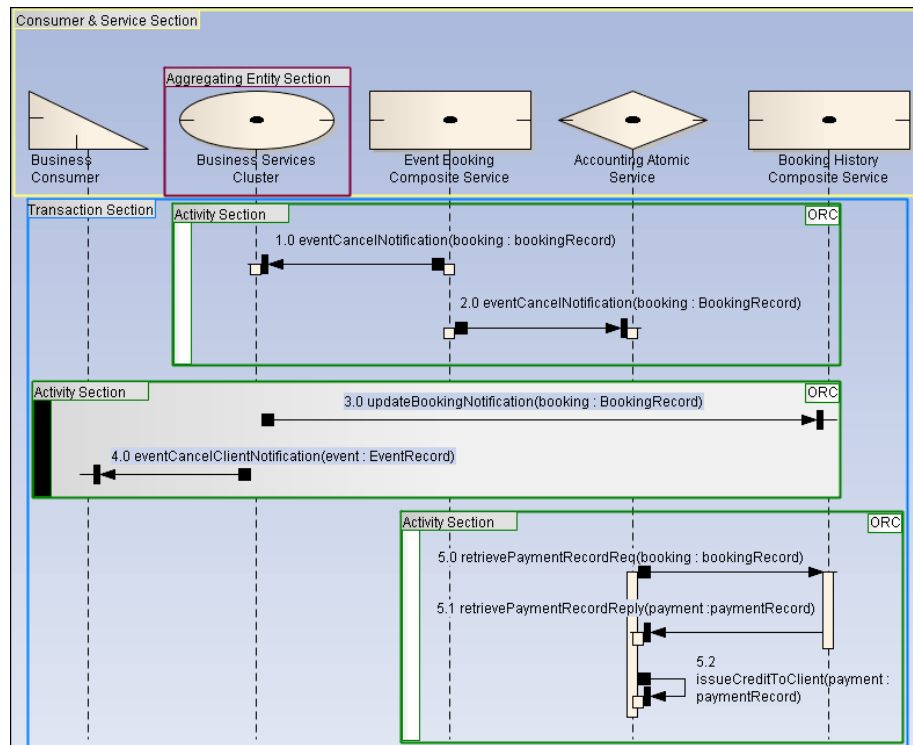 Consumer & Service Section
Aggregating Entity Section
Business
Consumer
Business Services
Cluster
Event Booking
Composite Service
Accounting Atomic
Service
Booking History
Composite Service
Transaction Section
Activity Section
ORC
1.0 eventCancelNotification(booking : bookingRecord)
2.0 eventCancelNotification(booking : BookingRecord)
Activity Section
ORC
3.0 updateBookingNotification(booking : BookingRecord)
4.0 eventCancelClientNotification(event : EventRecord)
Activity Section
ORC
5.0 retrievePaymentRecordReq(booking : bookingRecord)
5.1 retrievePaymentRecordReply(payment :paymentRecord)
5.2
issueCreditToClient(payment :
paymentRecord)